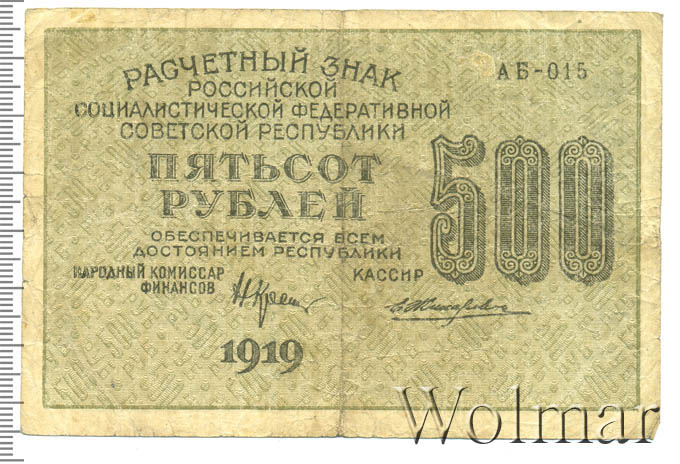 РАСЧЕТНЫЙ ЗНАК
РОССИЙСКОЙ
СОЦИАЛИСТИЧЕСКОЙ ФЕДЕРАТИВНОЙ
СОВЕТСКОЙ РЕСПУБЛИКИ
ПЯТЬСОТ
РУБЛЕЙ
ОБЕСПЕЧИВАЕТСЯ ВСЕМ
ДОСТОЯНИЕМ РЕСПУБЛИКИ
НАРОДНЫЙ КОМИССАР
ФИНАНСОВ
КАССИР
1919
АБ-015
500
Wolmar